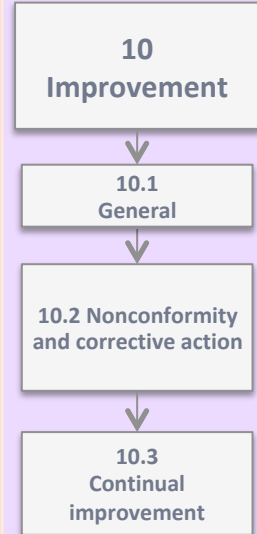 10
Improvement
10.1
General
10.2 Nonconformity
and corrective action
10.3
Continual
improvement